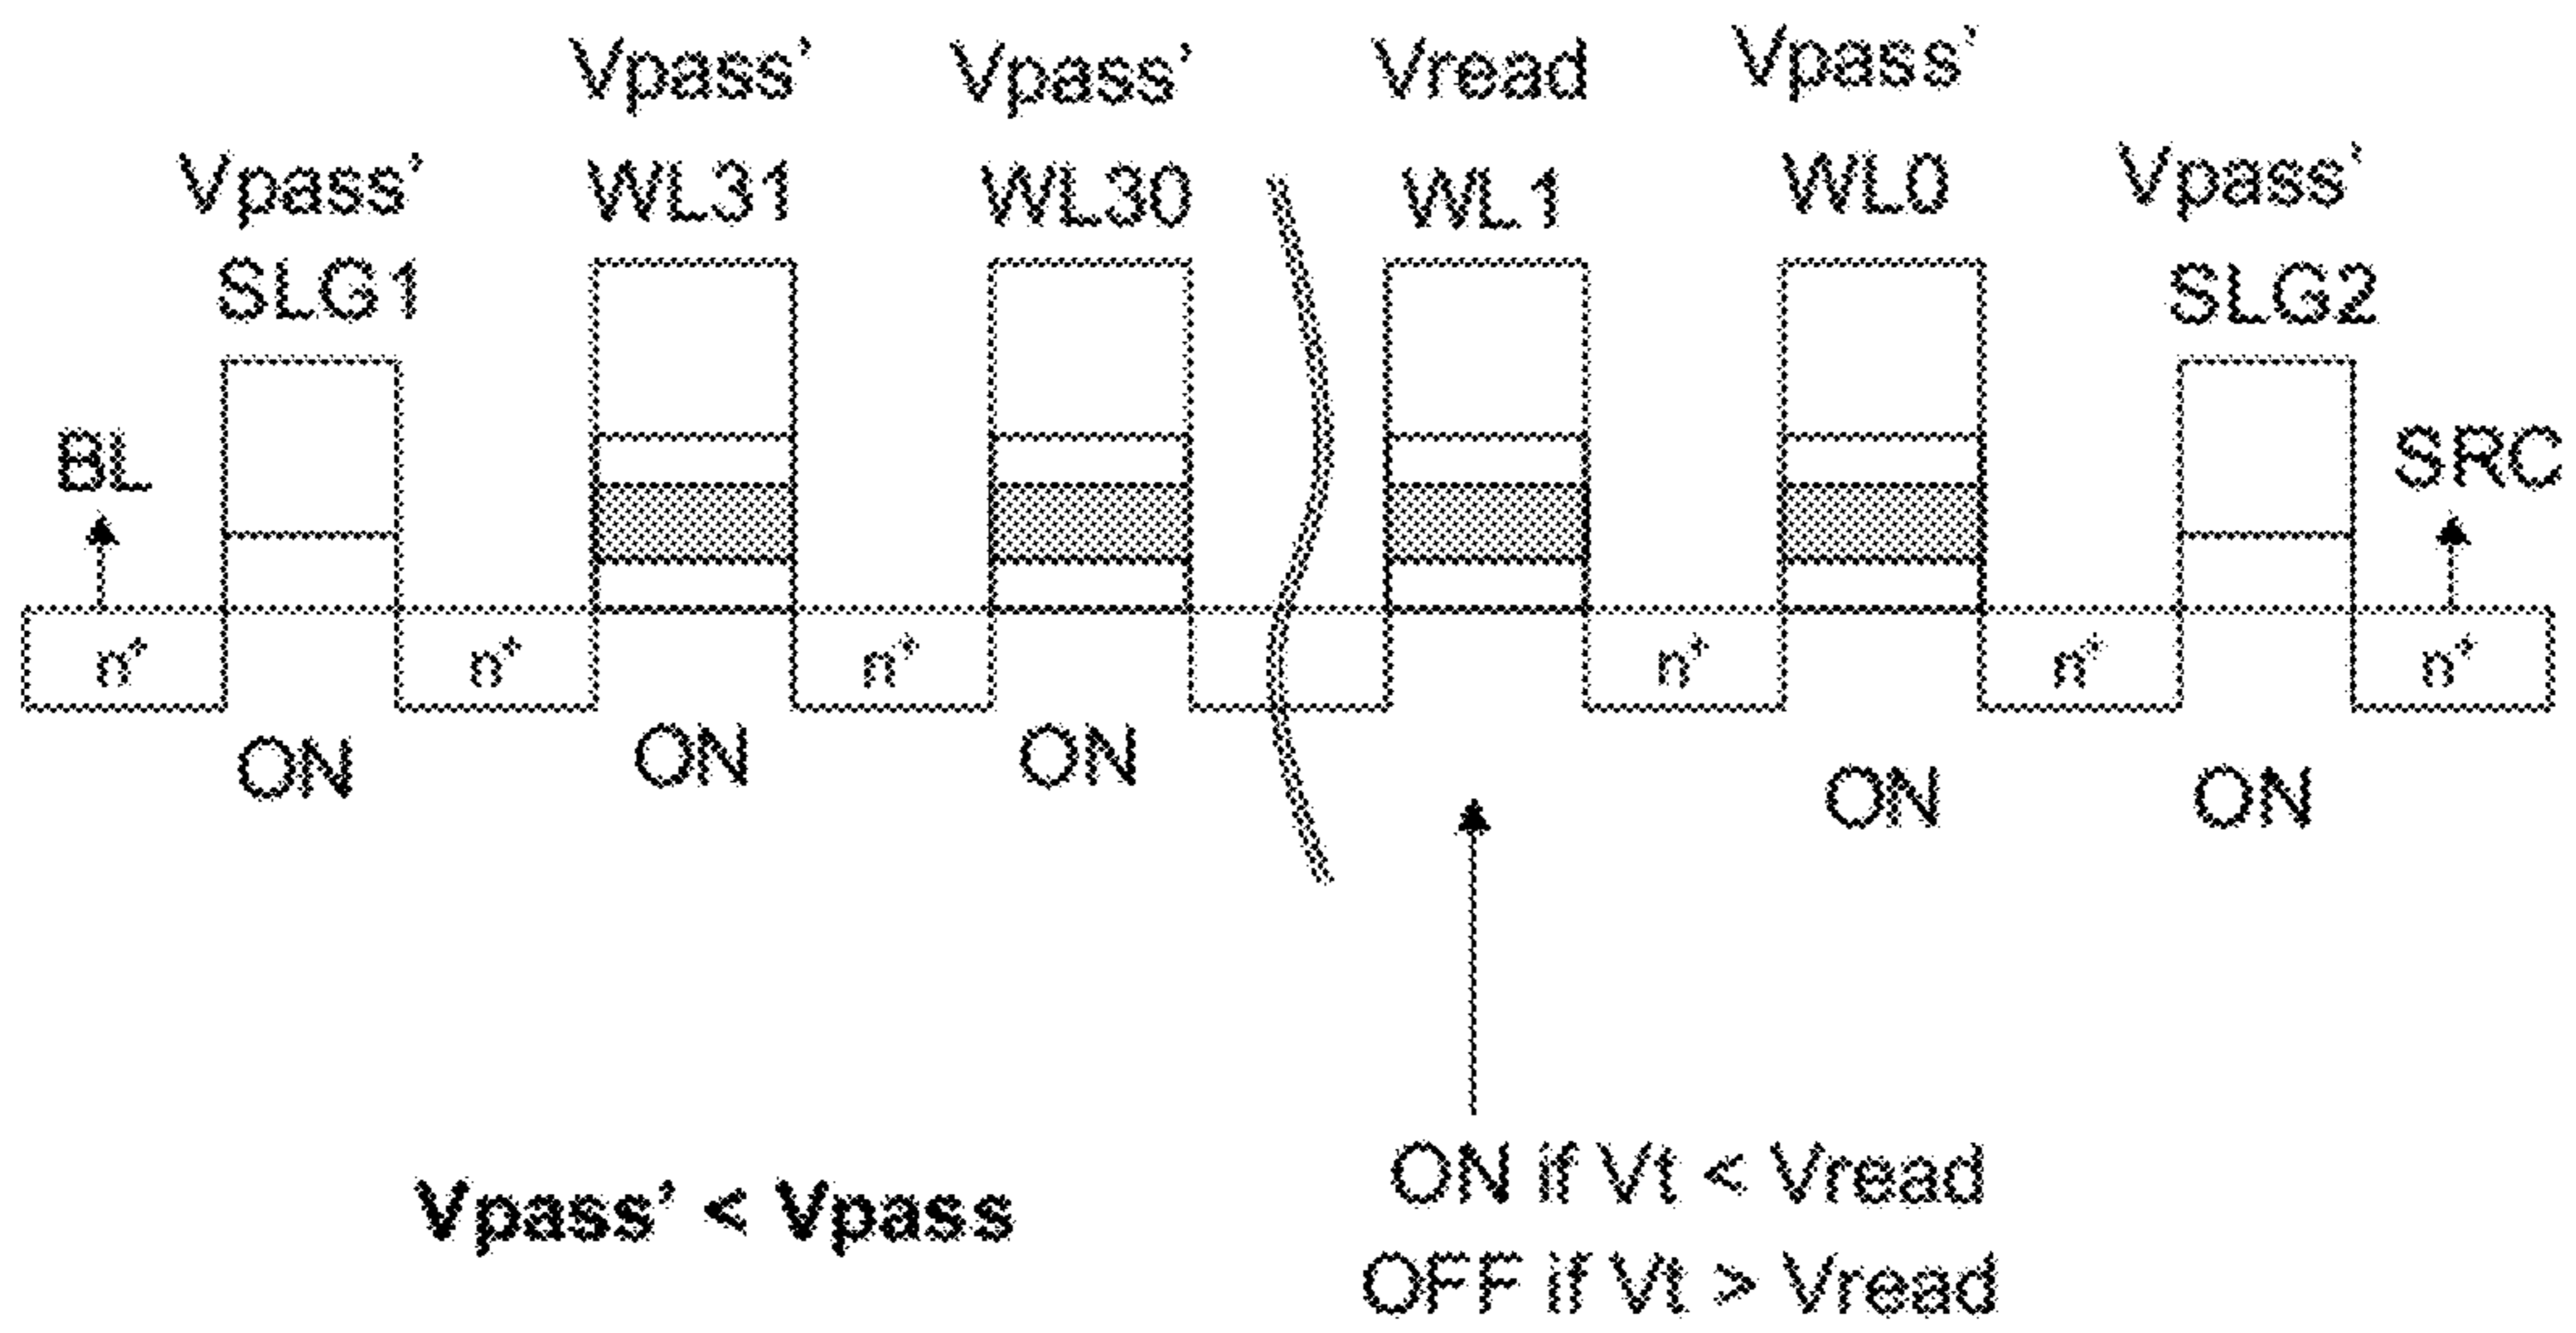 Vpass' Vpass' Vread Vpass'
Vpass' WL31 WL30 WL1 WL0 Vpass'
SLG1 SLG2
BL SRC
n+ n+ n+ n+ n+ n+
ON ON ON ON ON
Vpass' < Vpass
ON if Vt < Vread
OFF if Vt > Vread